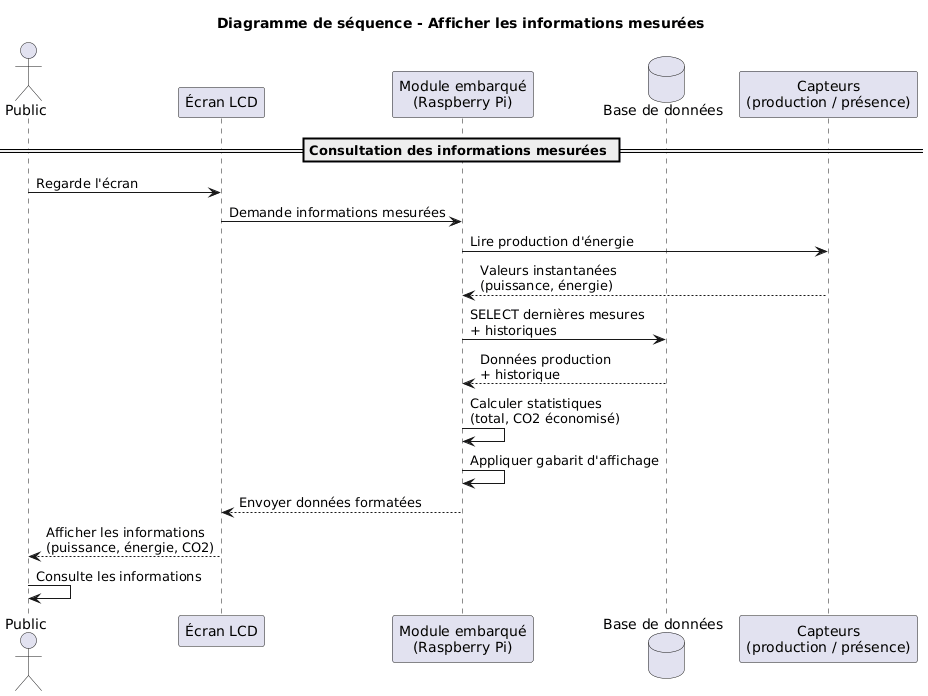 Diagramme de séquence - Afficher les informations mesurées
Public
Écran LCD
Module embarqué
(Raspberry Pi)
Base de données
Capteurs
(production / présence)
Consultation des informations mesurées
Regarde l'écran
Demande informations mesurées
Lire production d'énergie
Valeurs instantanées
(puissance, énergie)
SELECT dernières mesures
+ historiques
Données production
+ historique
Calculer statistiques
(total, CO2 économisé)
Appliquer gabarit d'affichage
Envoyer données formatées
Afficher les informations
(puissance, énergie, CO2)
Consulte les informations
Public
Écran LCD
Module embarqué
(Raspberry Pi)
Base de données
Capteurs
(production / présence)